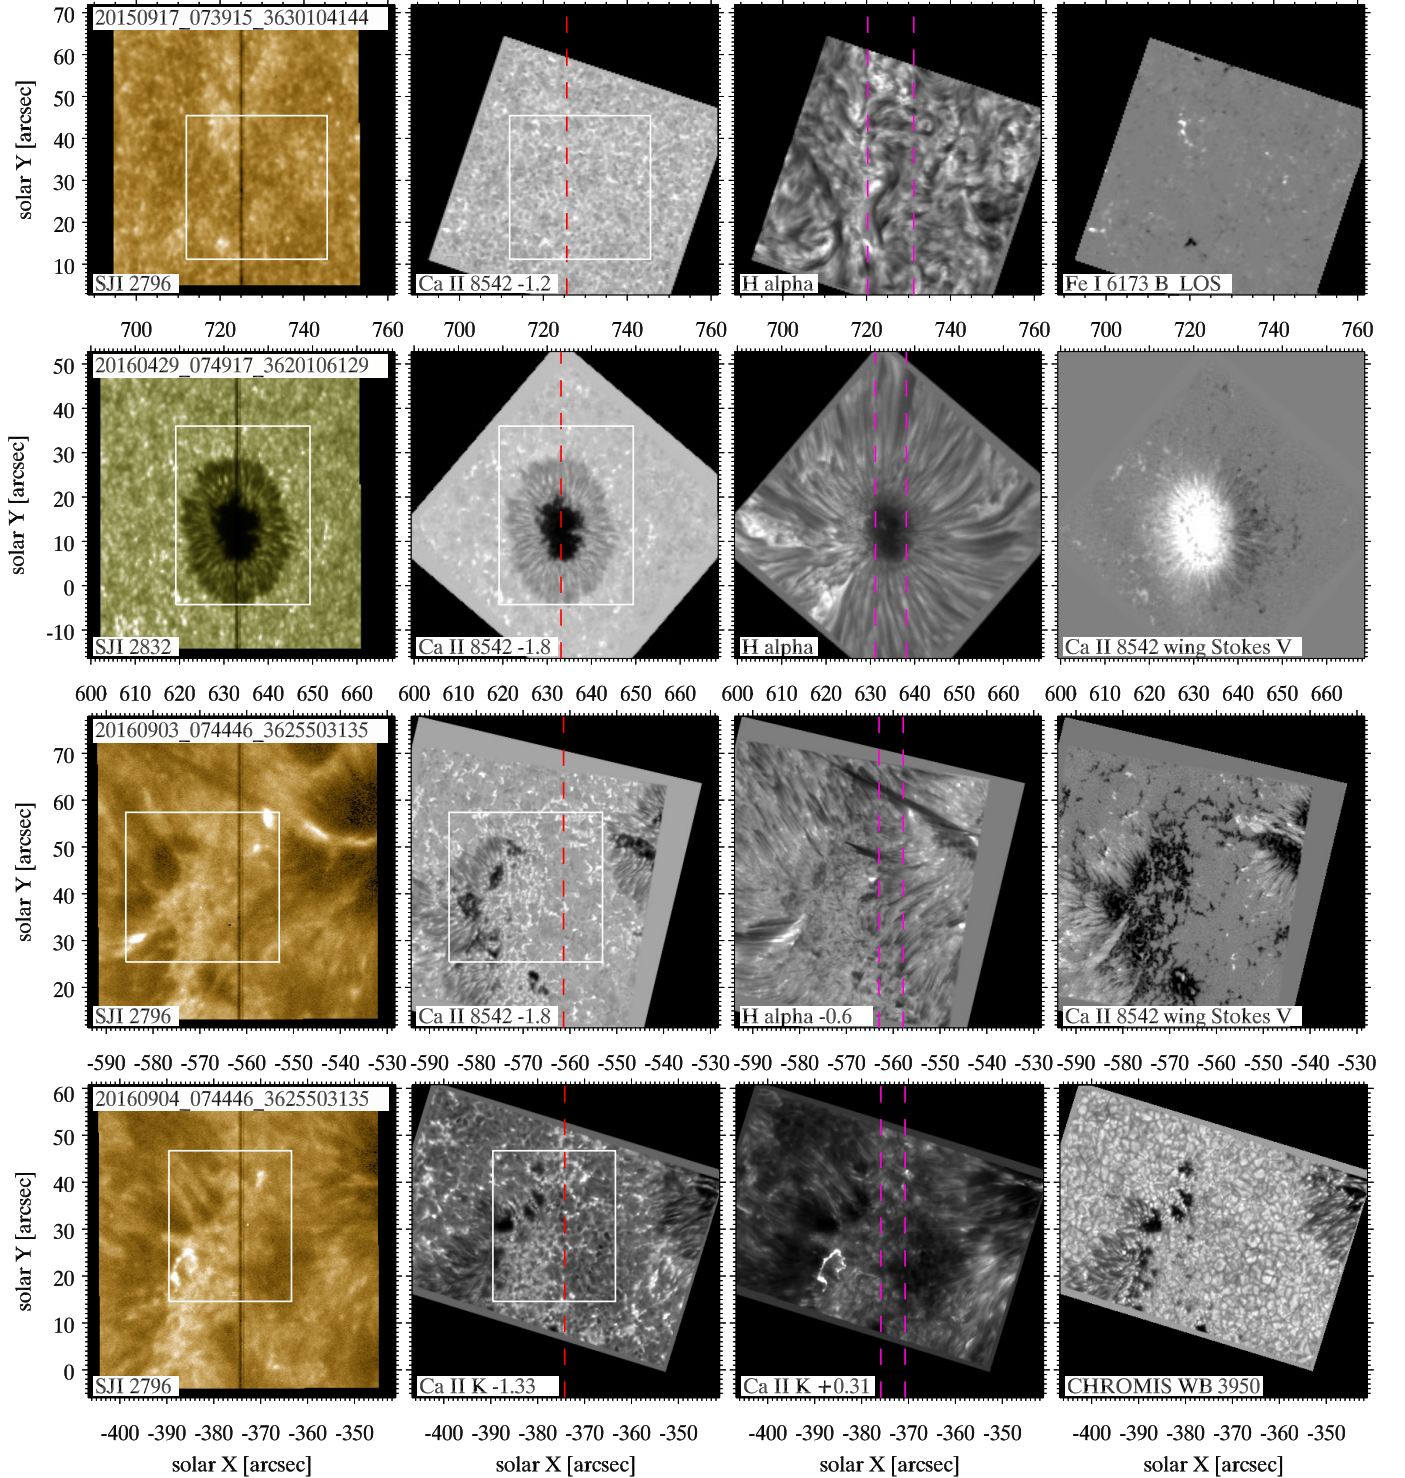 20150917_073915_3630104144
solar Y [arcsec]
70
60
50
40
30
20
10
SJI 2796
Ca II 8542 -1.2
H alpha
Fe I 6173 B LOS
700 720 740 760 700 720 740 760 700 720 740 760 700 720 740 760
20160429_074917_3620106129
solar Y [arcsec]
50
40
30
20
10
0
-10
SJI 2832
Ca II 8542 -1.8
H alpha
Ca II 8542 wing Stokes V
600 610 620 630 640 650 660 600 610 620 630 640 650 660 600 610 620 630 640 650 660 600 610 620 630 640 650 660
20160903_074446_3625503135
solar Y [arcsec]
70
60
50
40
30
20
SJI 2796
Ca II 8542 -1.8
H alpha -0.6
Ca II 8542 wing Stokes V
-590 -580 -570 -560 -550 -540 -530 -590 -580 -570 -560 -550 -540 -530 -590 -580 -570 -560 -550 -540 -530 -590 -580 -570 -560 -550 -540 -530
20160904_074446_3625503135
solar Y [arcsec]
60
50
40
30
20
10
0
SJI 2796
Ca II K -1.33
Ca II K +0.31
CHROMIS WB 3950
-400 -390 -380 -370 -360 -350 -400 -390 -380 -370 -360 -350 -400 -390 -380 -370 -360 -350 -400 -390 -380 -370 -360 -350
solar X [arcsec] solar X [arcsec] solar X [arcsec] solar X [arcsec]